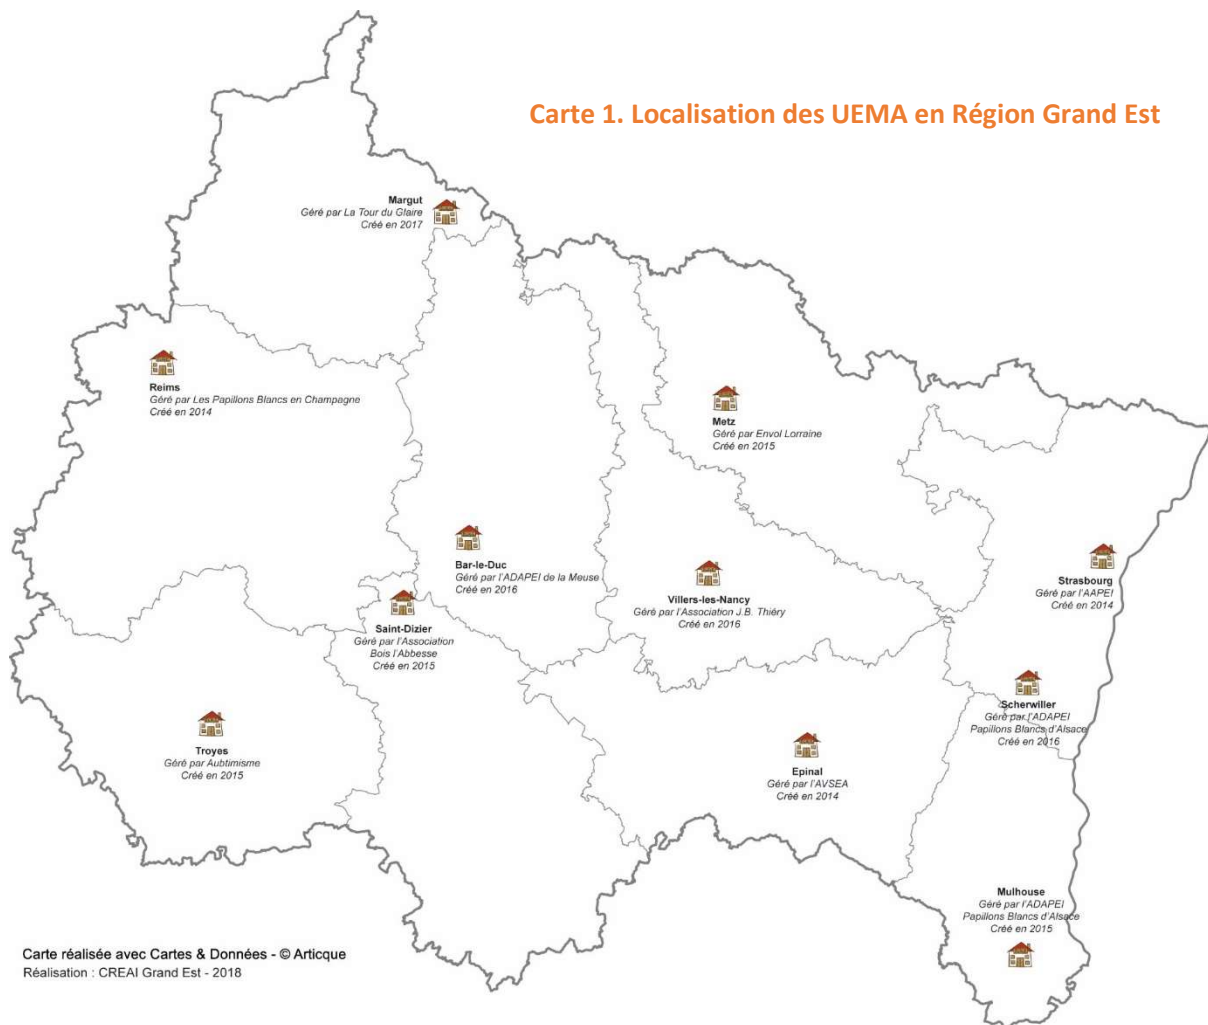 Carte 1. Localisation des UEMA en Région Grand Est
Margut
Géré par La Tour du Glaire
Créé en 2017
Reims
Géré par Les Papillons Blancs en Champagne
Créé en 2014
Metz
Géré par Envol Lorraine
Créé en 2015
Bar-le-Duc
Géré par l'ADAPEI de la Meuse
Créé en 2016
Villers-les-Nancy
Géré par l'Association J.B. Thiéry
Créé en 2016
Strasbourg
Géré par l'AAPEI
Créé en 2014
Saint-Dizier
Géré par l'Association
Bois l'Abbesse
Créé en 2015
Scherwiller
Géré par l'ADAPEI
Papillons Blancs d'Alsace
Créé en 2016
Troyes
Géré par Aubtimisme
Créé en 2015
Epinal
Géré par l'AVSEA
Créé en 2014
Mulhouse
Géré par l'ADAPEI
Papillons Blancs d'Alsace
Créé en 2015
Carte réalisée avec Cartes & Données - © Articque
Réalisation : CREAI Grand Est - 2018